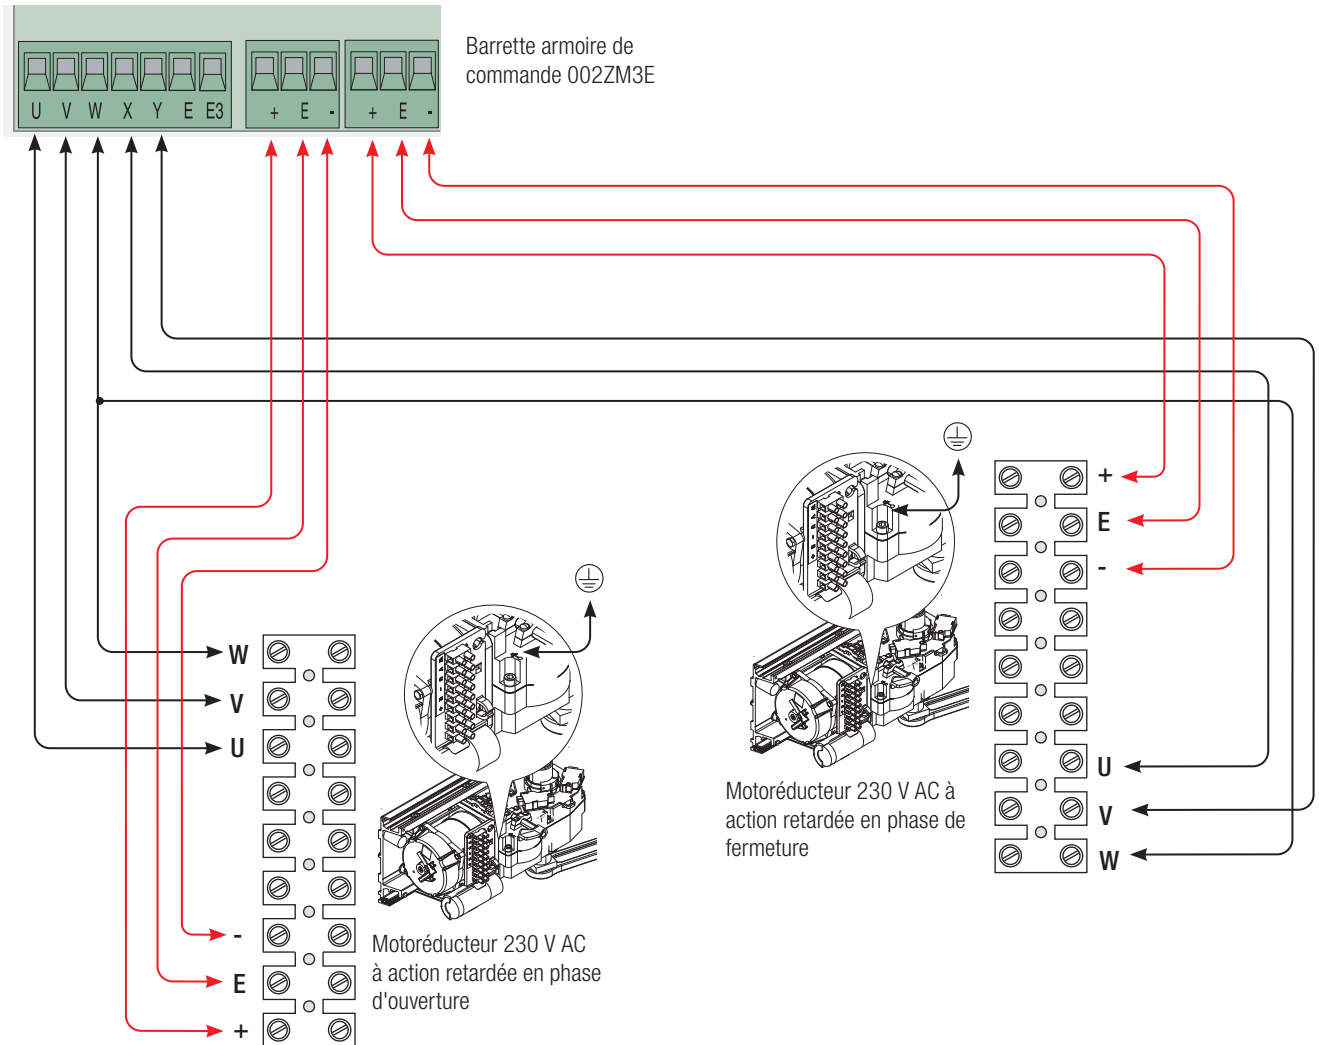 Barrette armoire de
commande 002ZM3E
U V W X Y E E3 + E - + E -
+
E
-
W
V
U
U
V
W
Motoréducteur 230 V AC à
action retardée en phase de
fermeture
-
E
+
Motoréducteur 230 V AC
à action retardée en phase
d'ouverture